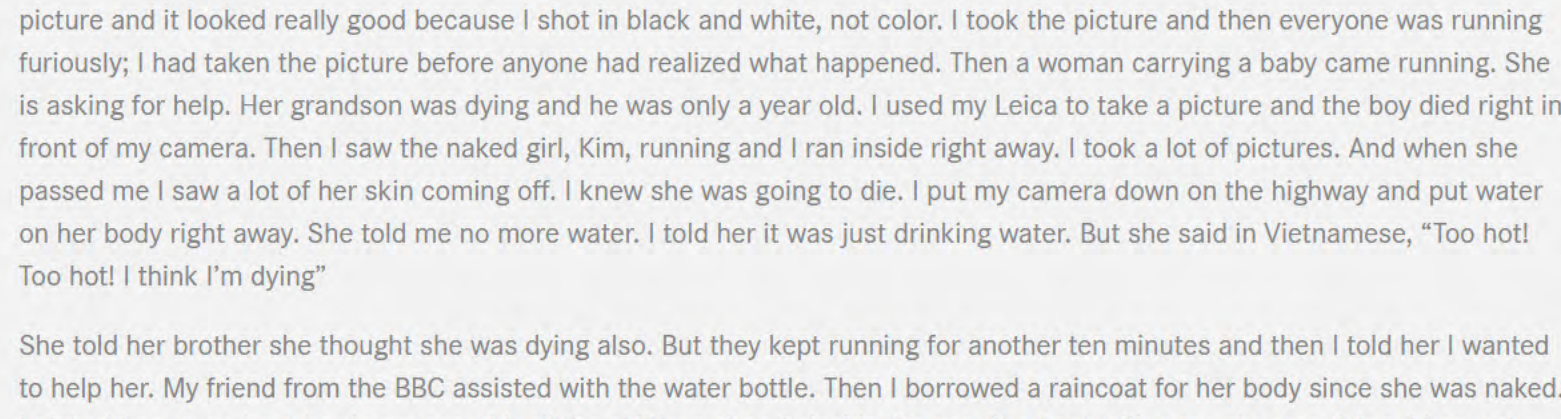 picture and it looked really good because I shot in black and white, not color. I took the picture and then everyone was running
furiously; I had taken the picture before anyone had realized what happened. Then a woman carrying a baby came running. She
is asking for help. Her grandson was dying and he was only a year old. I used my Leica to take a picture and the boy died right in
front of my camera. Then I saw the naked girl, Kim, running and I ran inside right away. I took a lot of pictures. And when she
passed me I saw a lot of her skin coming off. I knew she was going to die. I put my camera down on the highway and put water
on her body right away. She told me no more water. I told her it was just drinking water. But she said in Vietnamese, “Too hot!
Too hot! I think I’m dying”
She told her brother she thought she was dying also. But they kept running for another ten minutes and then I told her I wanted
to help her. My friend from the BBC assisted with the water bottle. Then I borrowed a raincoat for her body since she was naked,